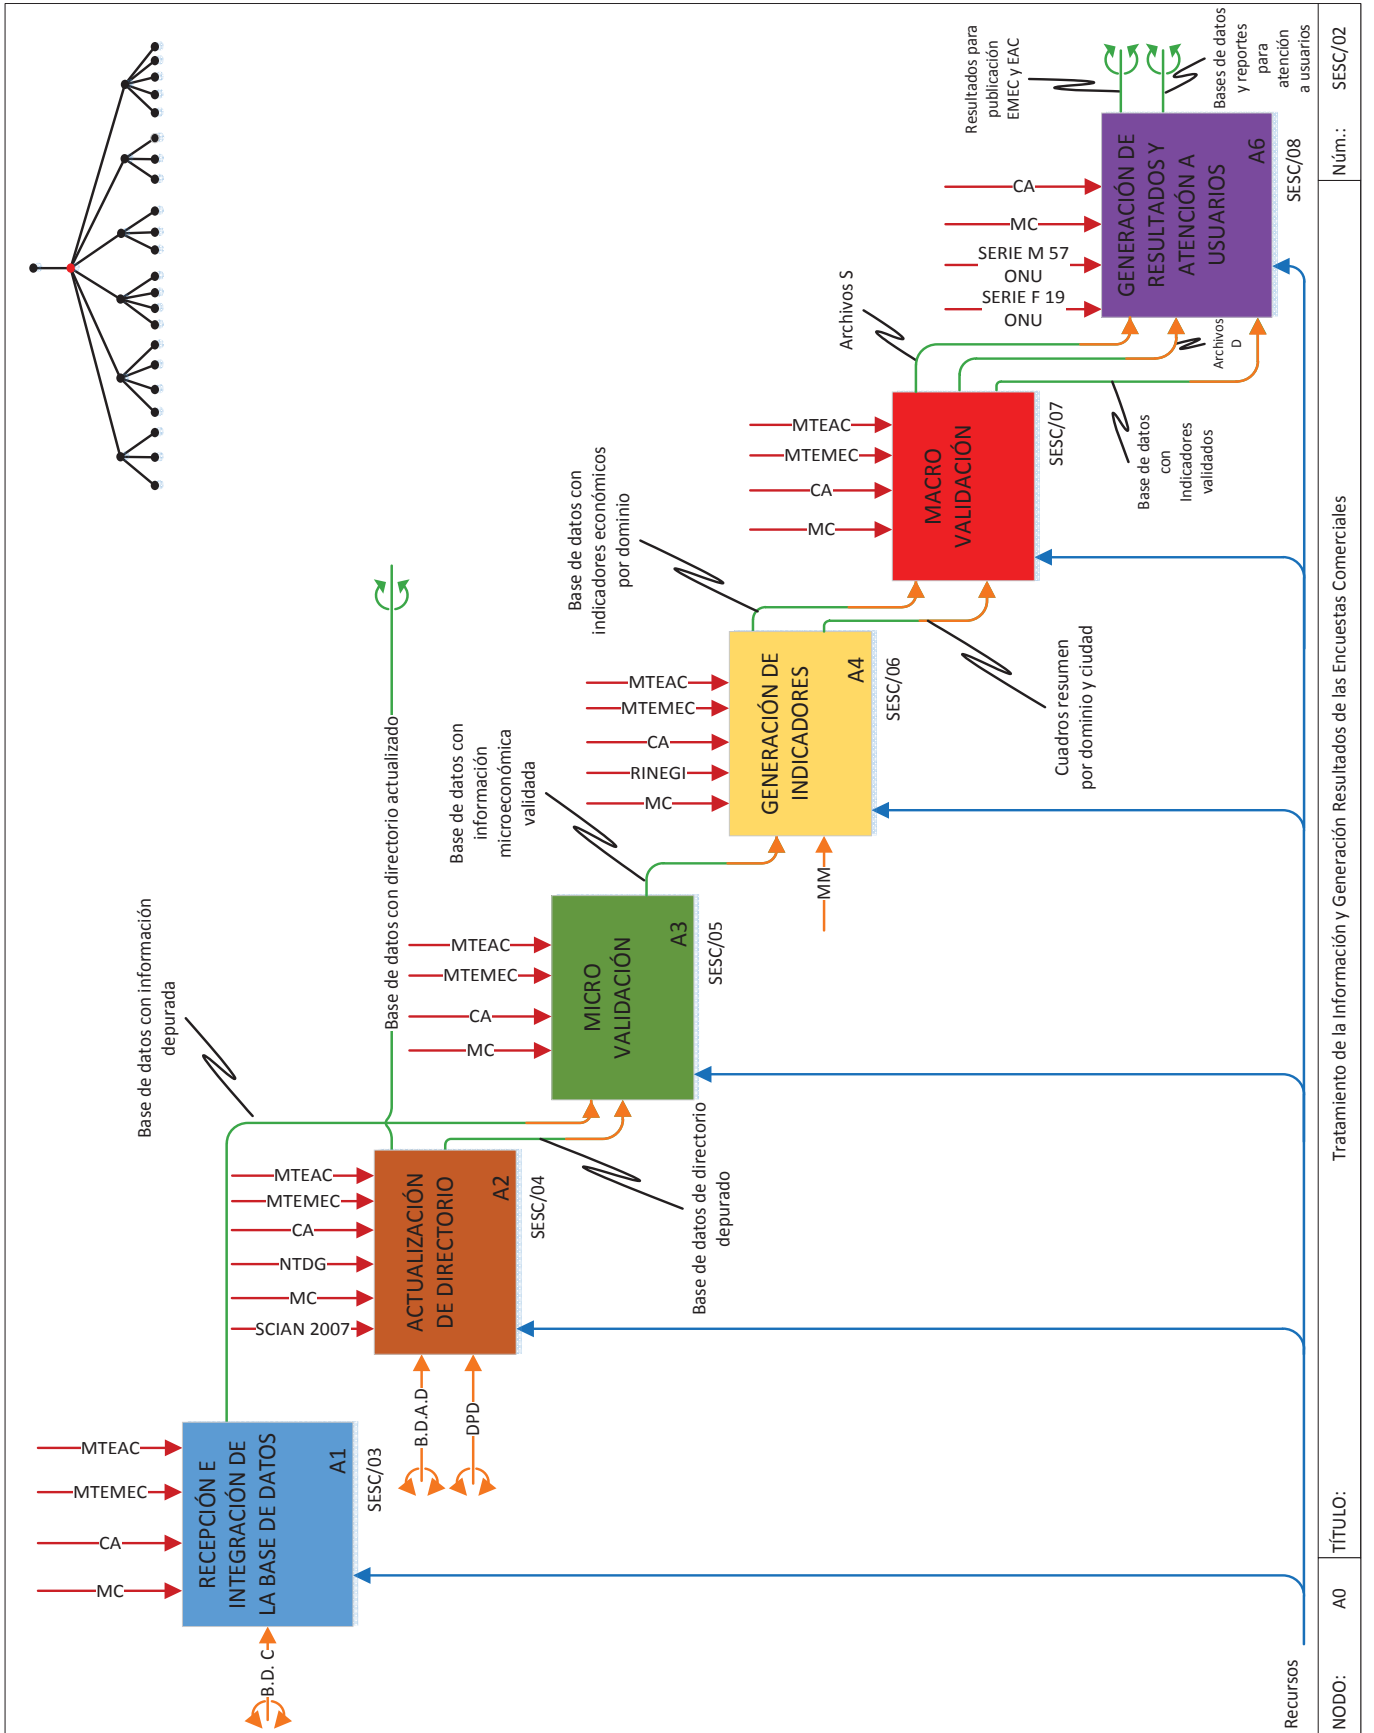 MC
CA
MTEMEC
MTEAC
B.D. C
RECEPCIÓN E
INTEGRACIÓN DE
LA BASE DE DATOS
A1
SESC/03
Base de datos con información
depurada
SCIAN 2007
MC
NTDG
CA
MTEMEC
MTEAC
B.D.A.D
DPD
ACTUALIZACIÓN
DE DIRECTORIO
A2
SESC/04
Base de datos con directorio actualizado
Base de datos de directorio
depurado
MC
CA
MTEMEC
MTEAC
MICRO
VALIDACIÓN
A3
SESC/05
Base de datos con
información
microeconómica
validada
MC
RINEGI
CA
MTEMEC
MTEAC
MM
GENERACIÓN DE
INDICADORES
A4
SESC/06
Base de datos con
indicadores económicos
por dominio
Cuadros resumen
por dominio y ciudad
MC
CA
MTEMEC
MTEAC
MACRO
VALIDACIÓN
SESC/07
Archivos S
Archivos
D
Base de datos
con
Indicadores
validados
SERIE F 19
ONU
SERIE M 57
ONU
MC
CA
GENERACIÓN DE
RESULTADOS Y
ATENCIÓN A
USUARIOS
A6
SESC/08
Resultados para
publicación
EMEC y EAC
Bases de datos
y reportes
para
atención
a usuarios
Recursos
NODO:
A0
TÍTULO:
Tratamiento de la Información y Generación Resultados de las Encuestas Comerciales
Núm.:
SESC/02